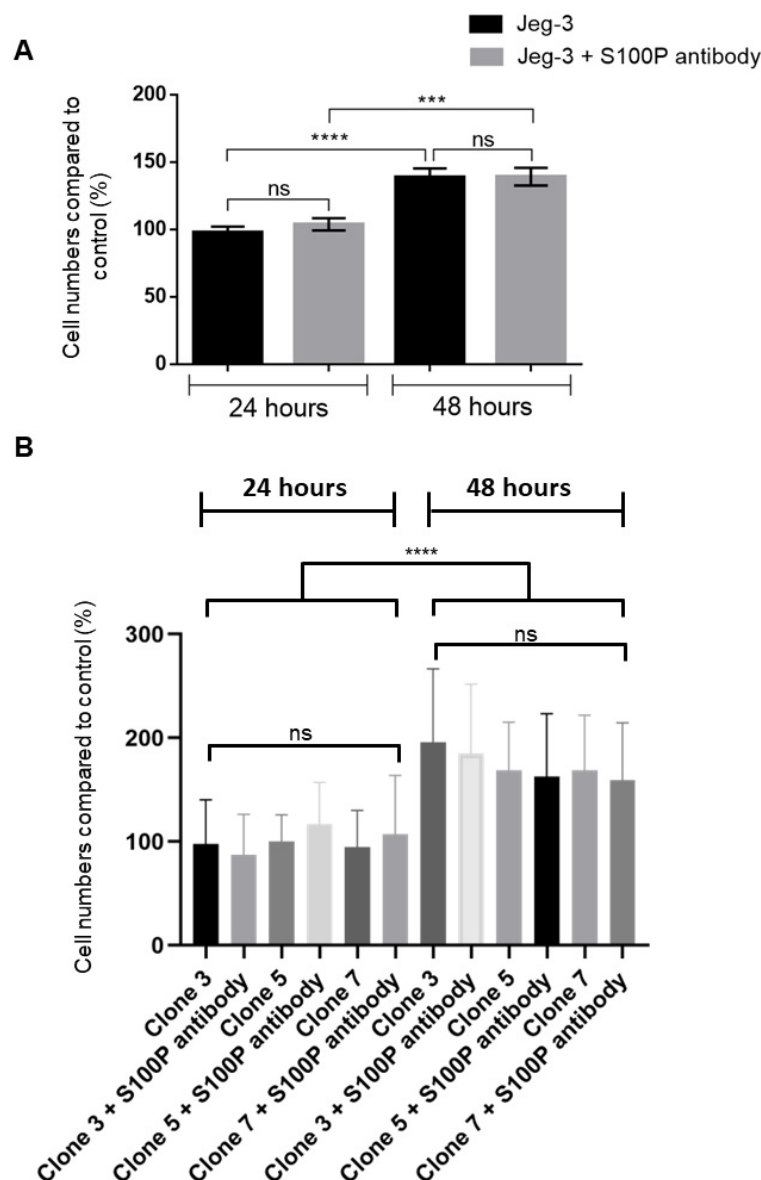 Jeg-3
Jeg-3 + S100P antibody
A
Cell numbers compared to
control (%)
200
150
100
50
0
***
****
ns
ns
24 hours
48 hours
B
24 hours
48 hours
****
Cell numbers compared to control (%)
300
200
100
0
ns
ns
Clone 3
Clone 3 + S100P antibody
Clone 5
Clone 5 + S100P antibody
Clone 7
Clone 7 + S100P antibody
Clone 3
Clone 3 + S100P antibody
Clone 5
Clone 5 + S100P antibody
Clone 7
Clone 7 + S100P antibody